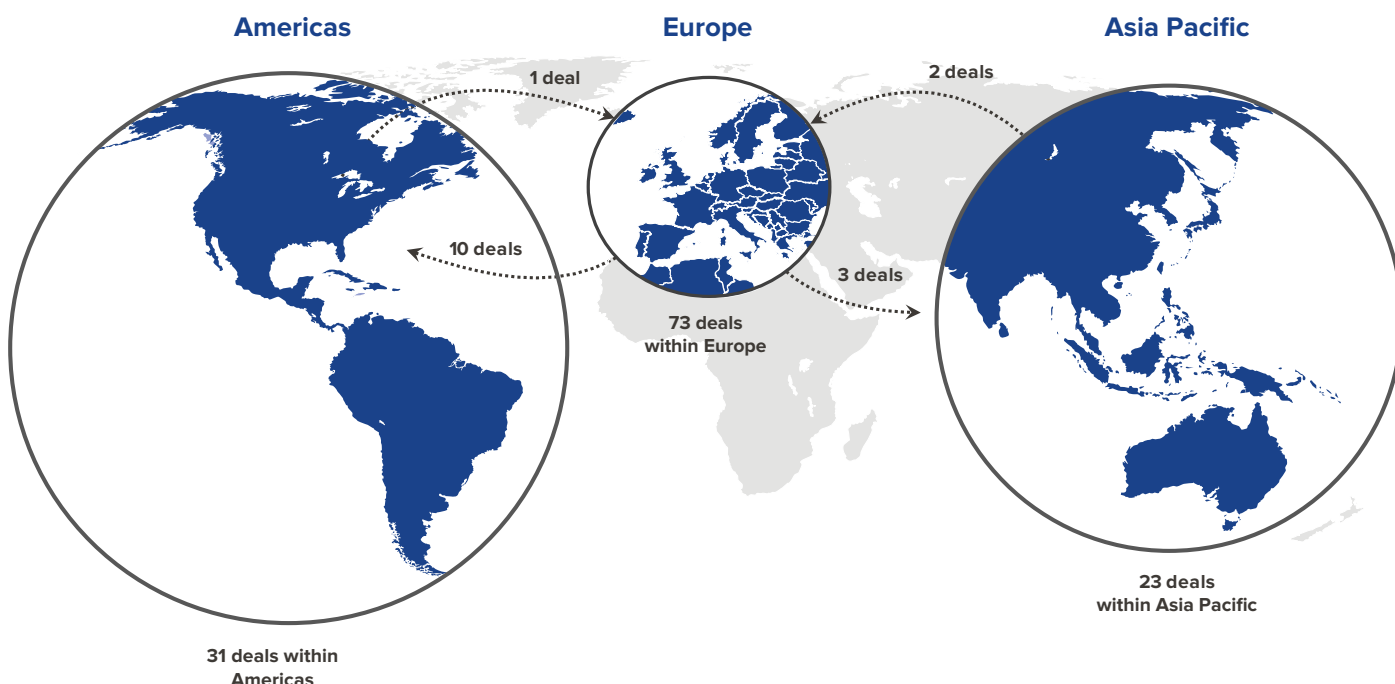 Americas
Europe
Asia Pacific
1 deal
2 deals
10 deals
3 deals
73 deals
within Europe
23 deals
within Asia Pacific
31 deals within
Americas